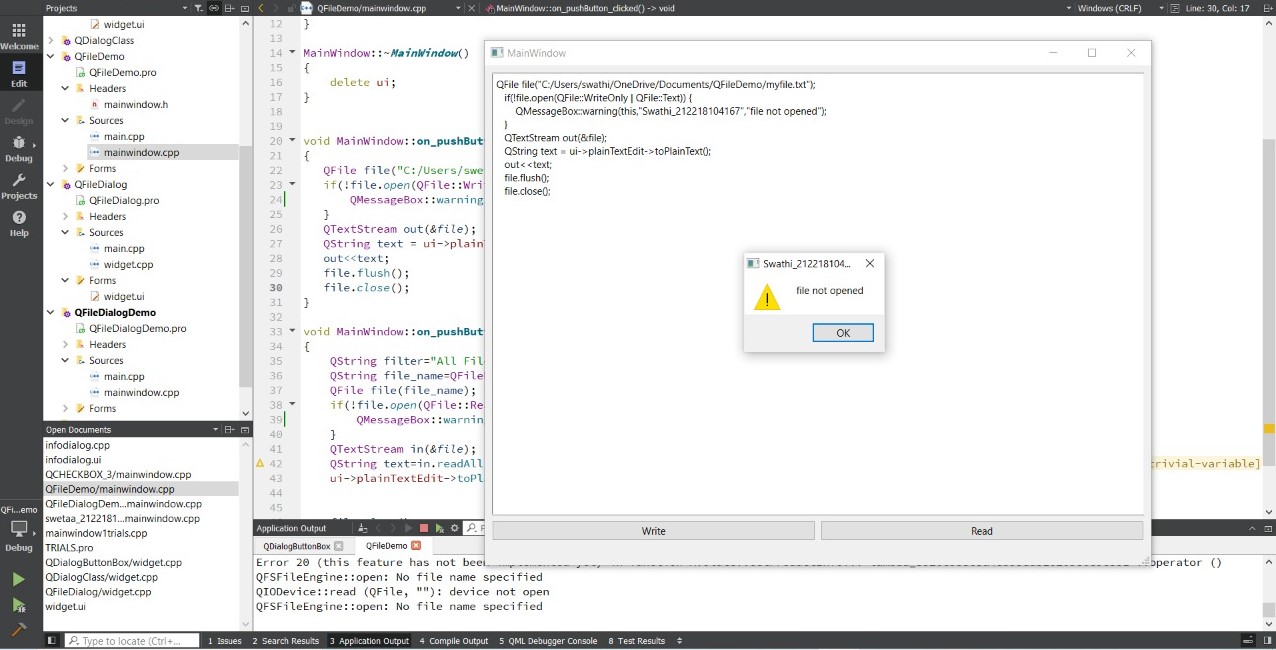 Projects
QFileDemo/mainwindow.cpp
MainWindow::on_pushButton_clicked() -> void
Windows (CRLF)
Line: 30, Col: 17
Welcome
Edit
Design
Debug
Projects
Help
QFi...emo
Debug
widget.ui
QDialogClass
QFileDemo
QFileDemo.pro
Headers
mainwindow.h
Sources
main.cpp
mainwindow.cpp
Forms
QFileDialog
QFileDialog.pro
Headers
Sources
main.cpp
widget.cpp
Forms
widget.ui
QFileDialogDemo
QFileDialogDemo.pro
Headers
Sources
main.cpp
mainwindow.cpp
Forms
Open Documents
infodialog.cpp
infodialog.ui
QCHECKBOX_3/mainwindow.cpp
QFileDemo/mainwindow.cpp
QFileDialogDem...mainwindow.cpp
swetaa_2122181...mainwindow.cpp
mainwindow1trials.cpp
TRIALS.pro
QDialogButtonBox/widget.cpp
QDialogClass/widget.cpp
QFileDialog/widget.cpp
widget.ui
12 }
13
14 MainWindow::~MainWindow()
15 {
16 delete ui;
17 }
18
19
20 void MainWindow::on_pushBut
21 {
22 QFile file("C:/Users/swe
23 if(!file.open(QFile::Wri
24 QMessageBox::warning
25 }
26 QTextStream out(&file);
27 QString text = ui->plain
28 out<<text;
29 file.flush();
30 file.close();
31 }
32
33 void MainWindow::on_pushBut
34 {
35 QString filter="All Fil
36 QString file_name=QFile
37 QFile file(file_name);
38 if(!file.open(QFile::Re
39 QMessageBox::warnin
40 }
41 QTextStream in(&file);
42 QString text=in.readAll
trivial-variable]
43 ui->plainTextEdit->toPl
44
45
MainWindow
QFile file("C:/Users/swathi/OneDrive/Documents/QFileDemo/myfile.txt");
if(!file.open(QFile::WriteOnly | QFile::Text)) {
QMessageBox::warning(this,"Swathi_212218104167","file not opened");
}
QTextStream out(&file);
QString text = ui->plainTextEdit->toPlainText();
out<<text;
file.flush();
file.close();
Swathi_212218104...
file not opened
OK
Write
Read
Application Output
QDialogButtonBox
QFileDemo
Error 20 (this feature has not been
operator ()
QFSFileEngine::open: No file name specified
QIODevice::read (QFile, ""): device not open
QFSFileEngine::open: No file name specified
Type to locate (Ctrl+...
1 Issues
2 Search Results
3 Application Output
4 Compile Output
5 QML Debugger Console
8 Test Results